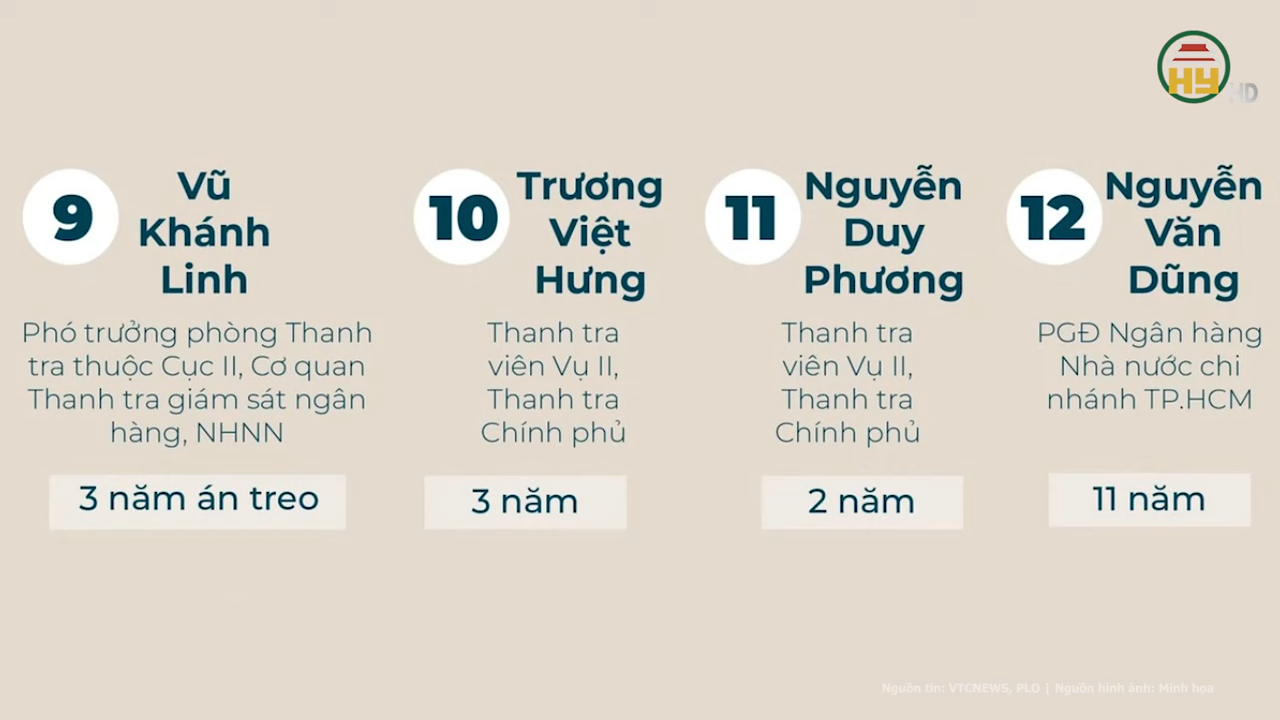 HY
HD
9
Vũ
Khánh
Linh
Phó trưởng phòng Thanh
tra thuộc Cục II, Cơ quan
Thanh tra giám sát ngân
hàng, NHNN
3 năm án treo
10
Trương
Việt
Hưng
Thanh tra
viên Vụ II,
Thanh tra
Chính phủ
3 năm
11
Nguyễn
Duy
Phương
Thanh tra
viên Vụ II,
Thanh tra
Chính phủ
2 năm
12
Nguyễn
Văn
Dũng
PGĐ Ngân hàng
Nhà nước chi
nhánh TP.HCM
11 năm
Nguồn tin: VTCNEWS, PLO | Nguồn hình ảnh: Minh họa